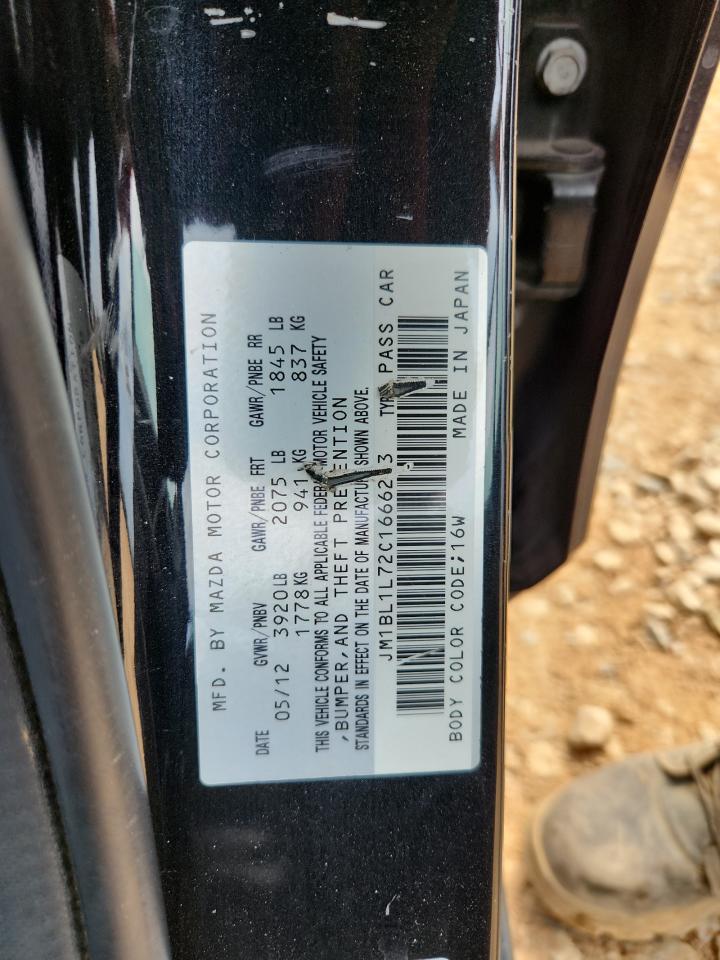 MFD. BY MAZDA MOTOR CORPORATION
DATE GVWR/PNBV GAWR/PNBE FRT GAWR/PNBE RR
05/12 3920LB 2075 LB 1845 LB
1778KG 941 KG 837 KG
THIS VEHICLE CONFORMS TO ALL APPLICABLE FEDERAL MOTOR VEHICLE SAFETY
,BUMPER,AND THEFT PREVENTION
STANDARDS IN EFFECT ON THE DATE OF MANUFACTURE SHOWN ABOVE.
JM1BL1L72C1666273 TYPE PASS CAR
BODY COLOR CODE;16W MADE IN JAPAN